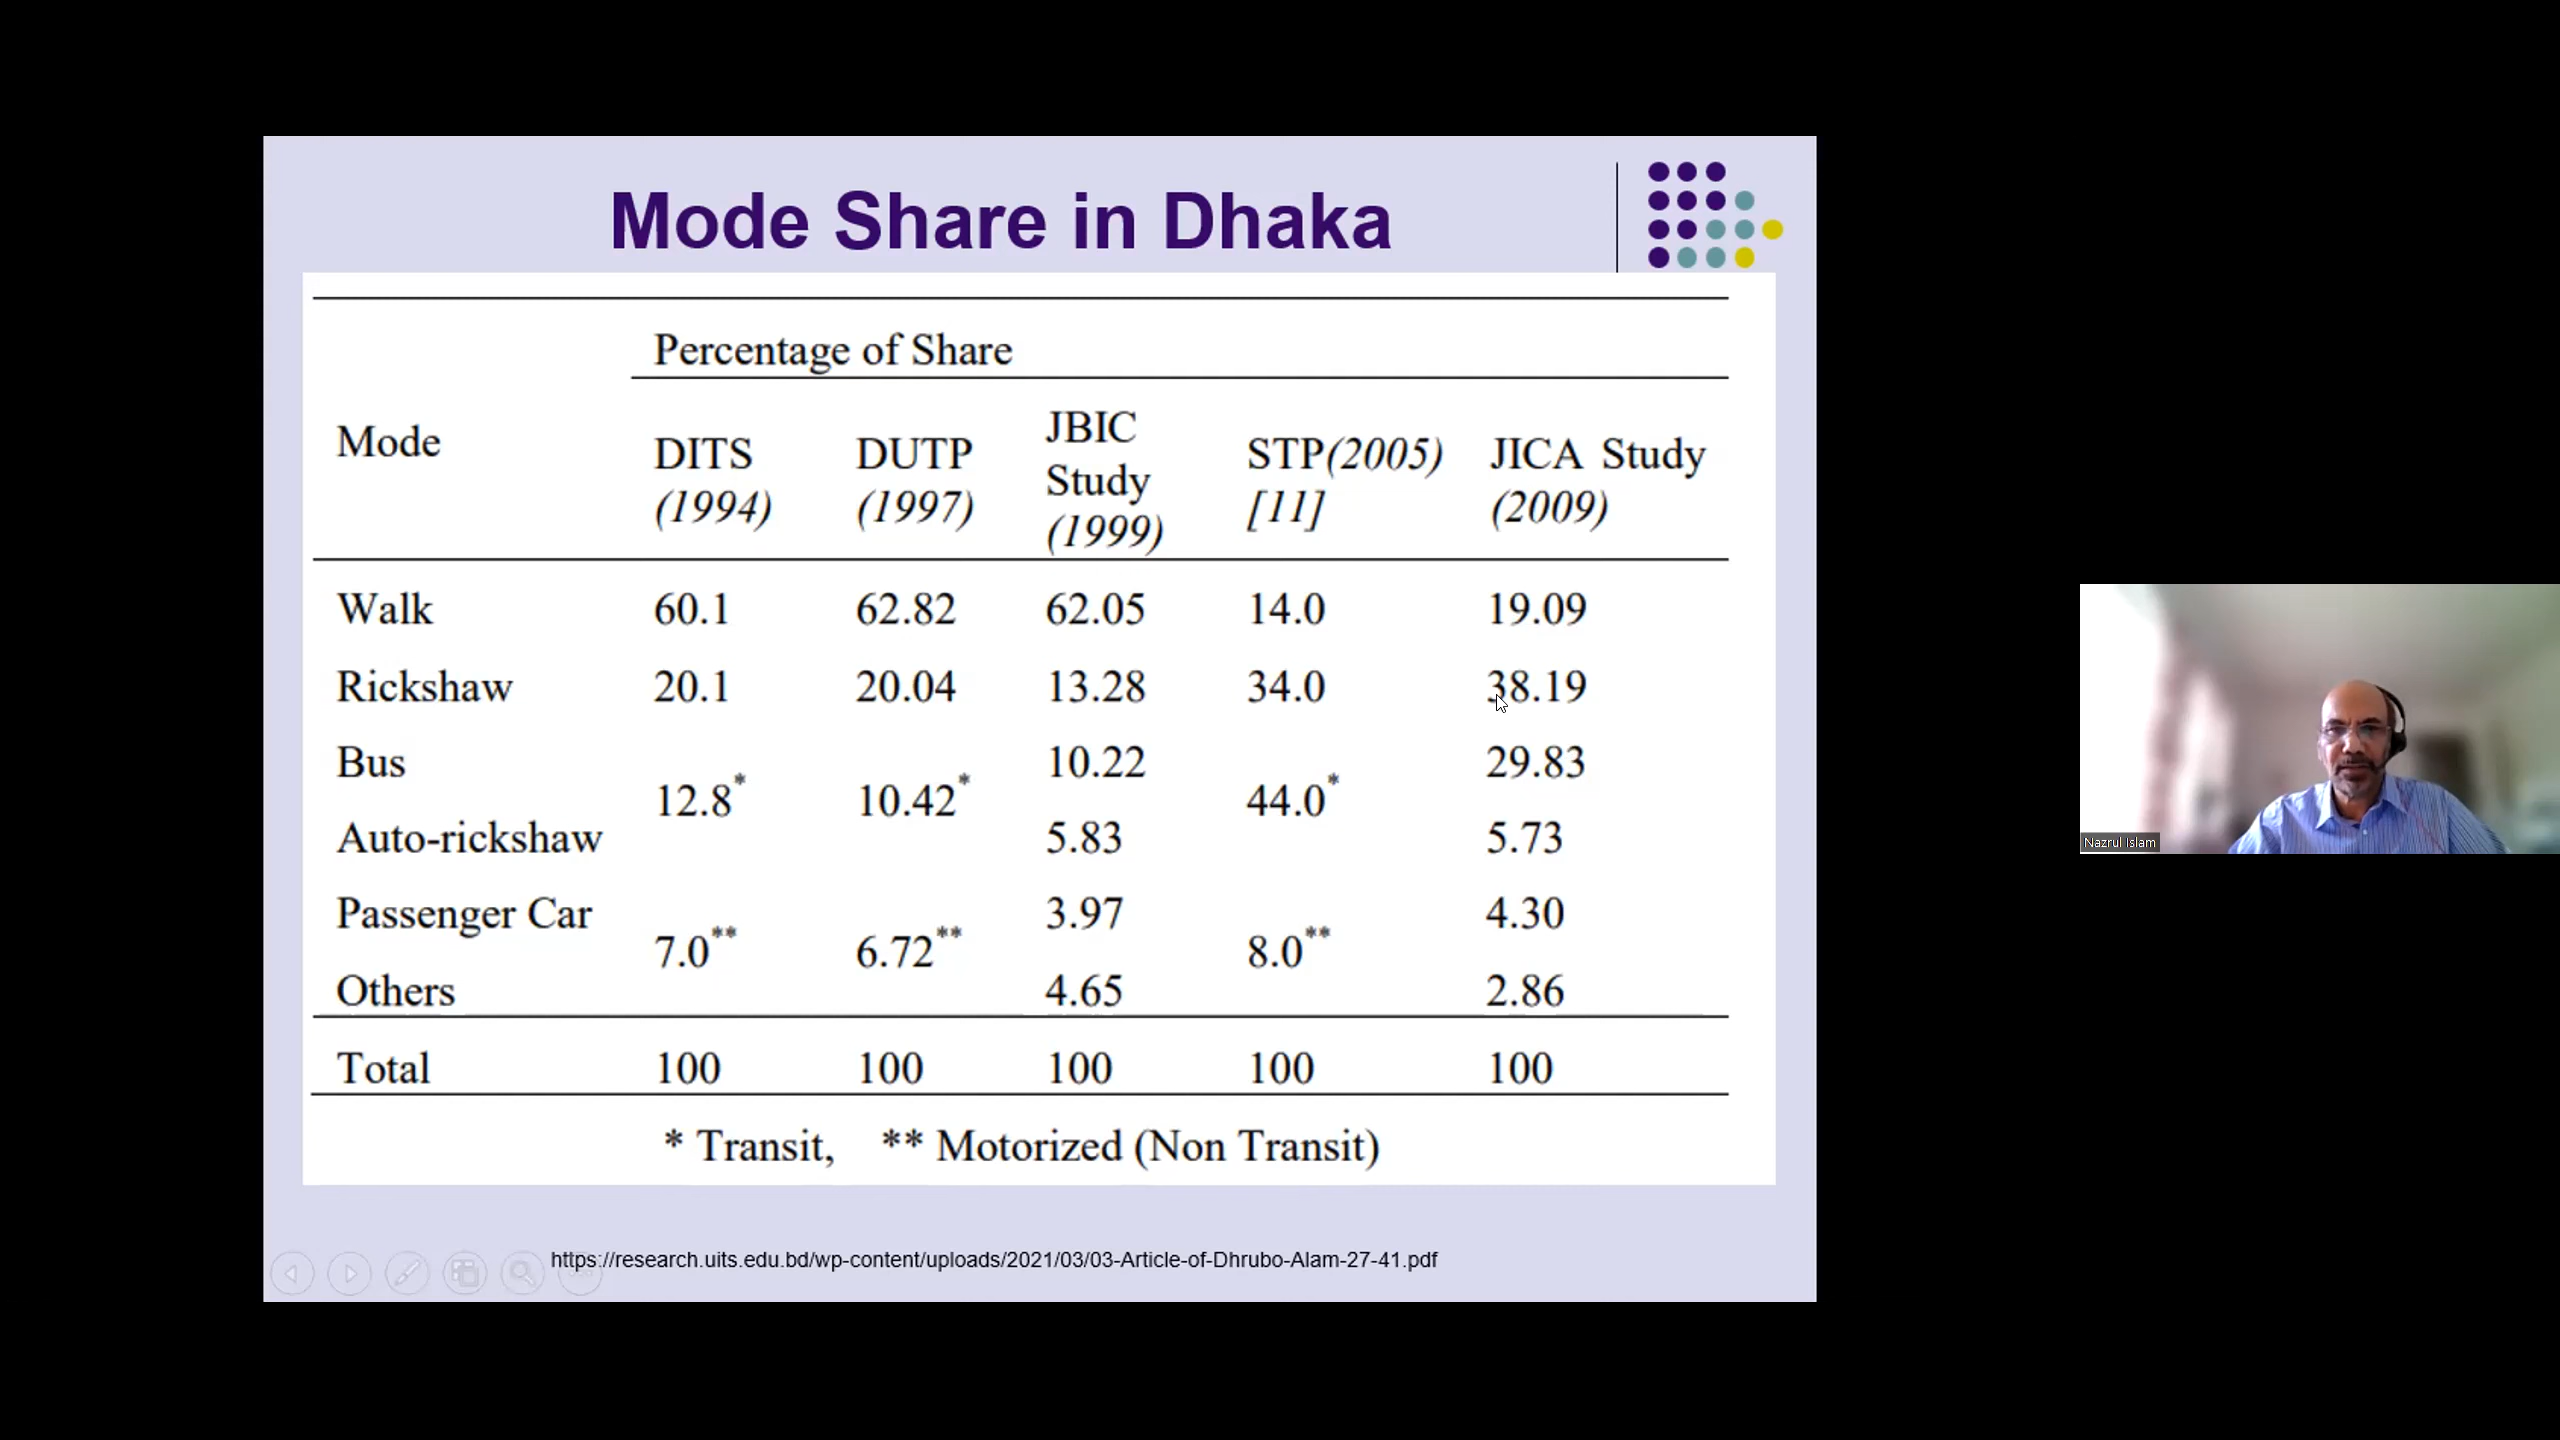 Mode Share in Dhaka
Percentage of Share
Mode
DITS (1994)
DUTP (1997)
JBIC Study (1999)
STP(2005) [11]
JICA Study (2009)
Walk 60.1 62.82 62.05 14.0 19.09
Rickshaw 20.1 20.04 13.28 34.0 38.19
Bus 10.22 29.83
12.8* 10.42* 44.0*
Auto-rickshaw 5.83 5.73
Passenger Car 3.97 4.30
7.0** 6.72** 8.0**
Others 4.65 2.86
Total 100 100 100 100 100
* Transit, ** Motorized (Non Transit)
https://research.uits.edu.bd/wp-content/uploads/2021/03/03-Article-of-Dhrubo-Alam-27-41.pdf
Nazrul Islam